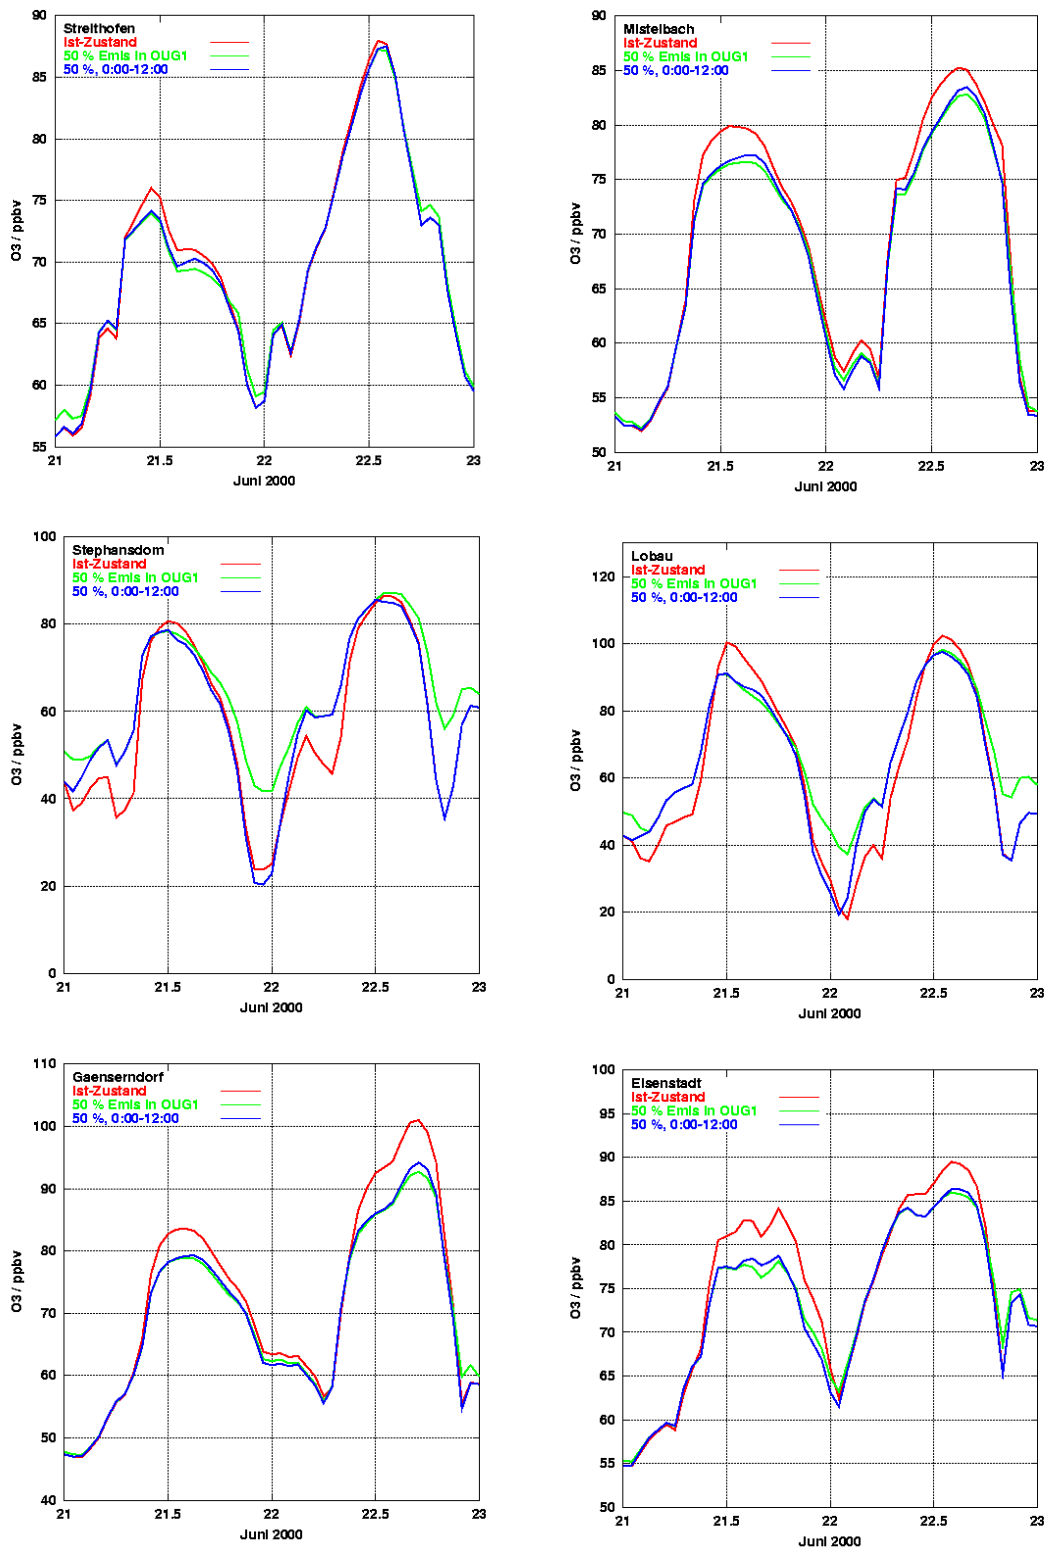 Streithofen
Ist-Zustand
50 % Emis in OUG1
50 %, 0:00-12:00
O3 / ppbv
90
85
80
75
70
65
60
55
21 21.5 22 22.5 23
Juni 2000
Mistelbach
Ist-Zustand
50 % Emis in OUG1
50 %, 0:00-12:00
O3 / ppbv
90
85
80
75
70
65
60
55
50
21 21.5 22 22.5 23
Juni 2000
Stephansdom
Ist-Zustand
50 % Emis in OUG1
50 %, 0:00-12:00
O3 / ppbv
100
80
60
40
20
0
21 21.5 22 22.5 23
Juni 2000
Lobau
Ist-Zustand
50 % Emis in OUG1
50 %, 0:00-12:00
O3 / ppbv
120
100
80
60
40
20
0
21 21.5 22 22.5 23
Juni 2000
Gaenserndorf
Ist-Zustand
50 % Emis in OUG1
50 %, 0:00-12:00
O3 / ppbv
110
100
90
80
70
60
50
40
21 21.5 22 22.5 23
Juni 2000
Eisenstadt
Ist-Zustand
50 % Emis in OUG1
50 %, 0:00-12:00
O3 / ppbv
100
95
90
85
80
75
70
65
60
55
50
21 21.5 22 22.5 23
Juni 2000